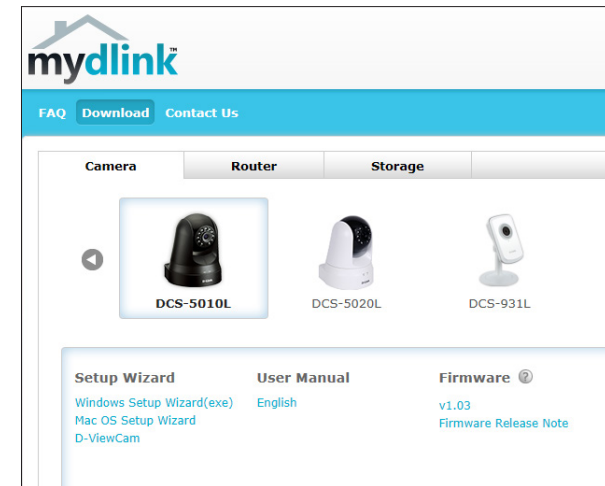 mydlink™
FAQ Download Contact Us
Camera Router Storage
DCS-5010L DCS-5020L DCS-931L
Setup Wizard User Manual Firmware ?
Windows Setup Wizard(exe) English v1.03
Mac OS Setup Wizard Firmware Release Note
D-ViewCam